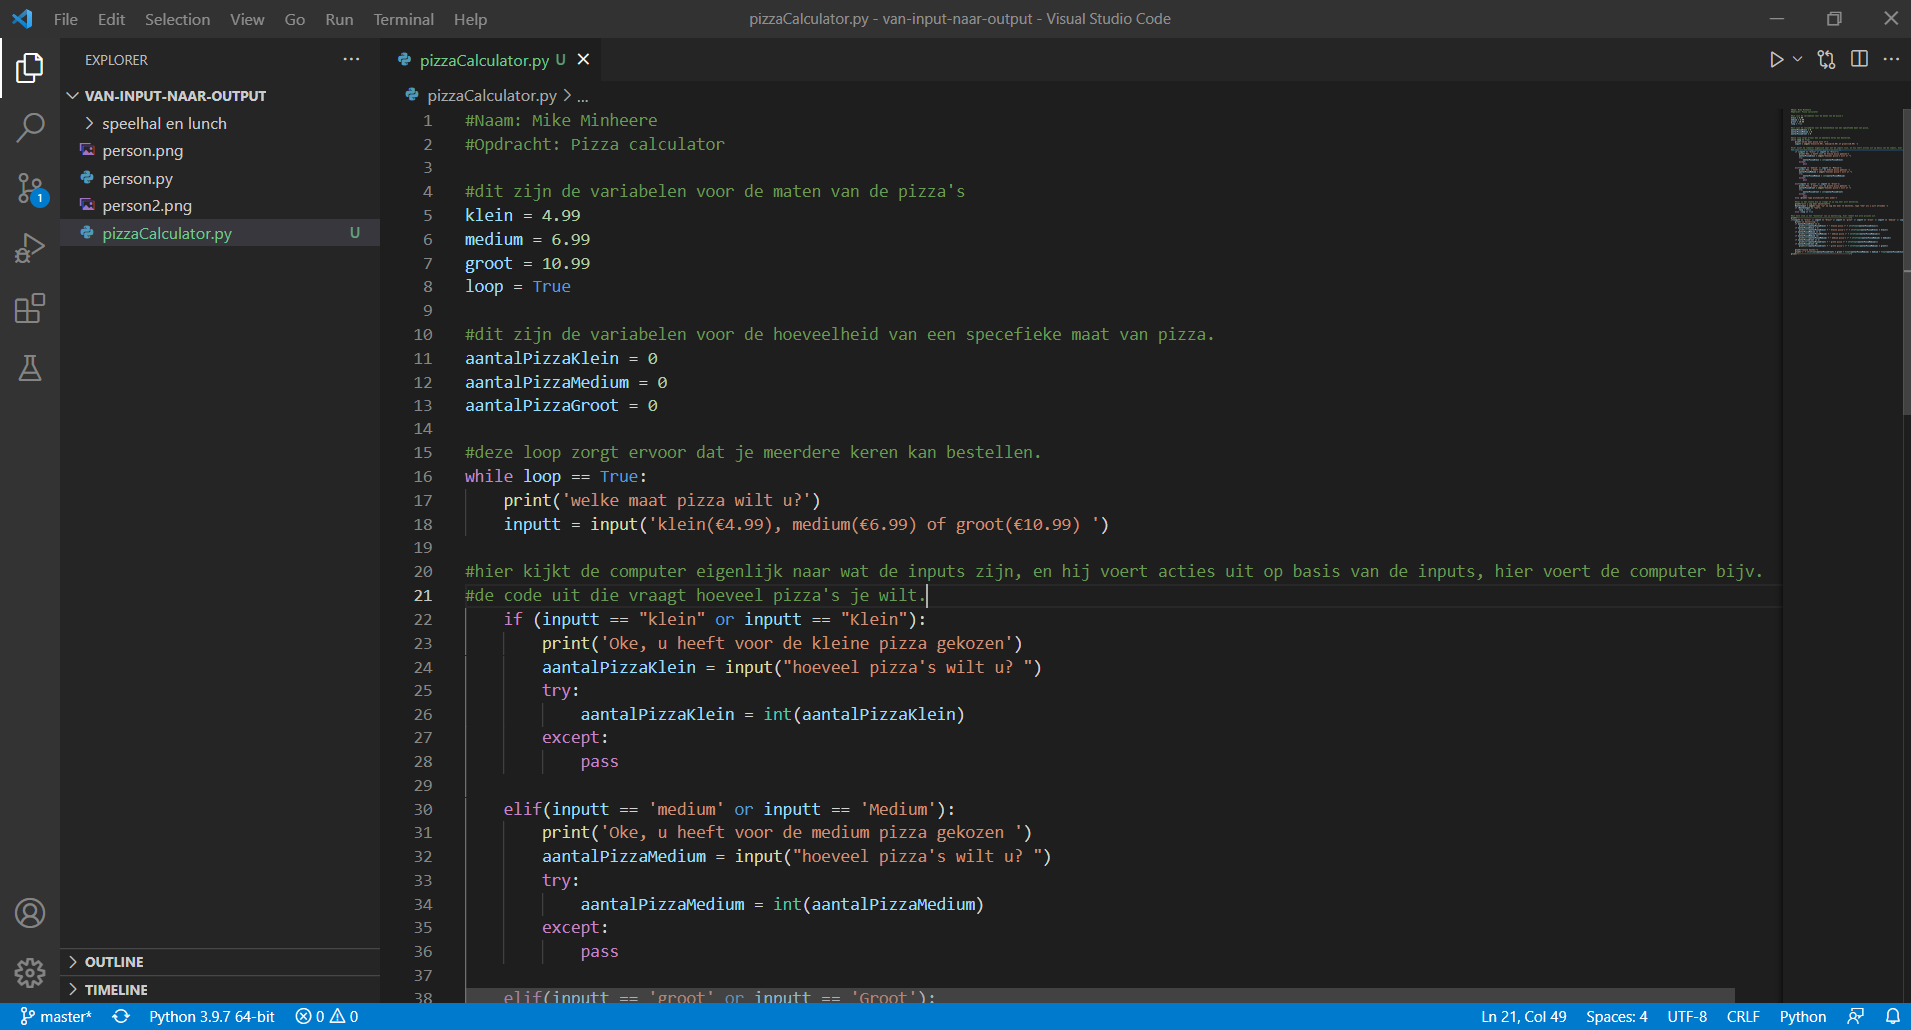 File Edit Selection View Go Run Terminal Help
pizzaCalculator.py - van-input-naar-output - Visual Studio Code
EXPLORER
VAN-INPUT-NAAR-OUTPUT
speelhal en lunch
person.png
person.py
person2.png
pizzaCalculator.py U
OUTLINE
TIMELINE
1
pizzaCalculator.py U
pizzaCalculator.py > ...
1 #Naam: Mike Minheere
2 #Opdracht: Pizza calculator
3
4 #dit zijn de variabelen voor de maten van de pizza's
5 klein = 4.99
6 medium = 6.99
7 groot = 10.99
8 loop = True
9
10 #dit zijn de variabelen voor de hoeveelheid van een specefieke maat van pizza.
11 aantalPizzaKlein = 0
12 aantalPizzaMedium = 0
13 aantalPizzaGroot = 0
14
15 #deze loop zorgt ervoor dat je meerdere keren kan bestellen.
16 while loop == True:
17 print('welke maat pizza wilt u?')
18 inputt = input('klein(€4.99), medium(€6.99) of groot(€10.99) ')
19
20 #hier kijkt de computer eigenlijk naar wat de inputs zijn, en hij voert acties uit op basis van de inputs, hier voert de computer bijv.
21 #de code uit die vraagt hoeveel pizza's je wilt.
22 if (inputt == "klein" or inputt == "Klein"):
23 print('Oke, u heeft voor de kleine pizza gekozen')
24 aantalPizzaKlein = input("hoeveel pizza's wilt u? ")
25 try:
26 aantalPizzaKlein = int(aantalPizzaKlein)
27 except:
28 pass
29
30 elif(inputt == 'medium' or inputt == 'Medium'):
31 print('Oke, u heeft voor de medium pizza gekozen ')
32 aantalPizzaMedium = input("hoeveel pizza's wilt u? ")
33 try:
34 aantalPizzaMedium = int(aantalPizzaMedium)
35 except:
36 pass
37
38 elif(inputt == 'groot' or inputt == 'Groot'):
master* Python 3.9.7 64-bit 0 0 Ln 21, Col 49 Spaces: 4 UTF-8 CRLF Python